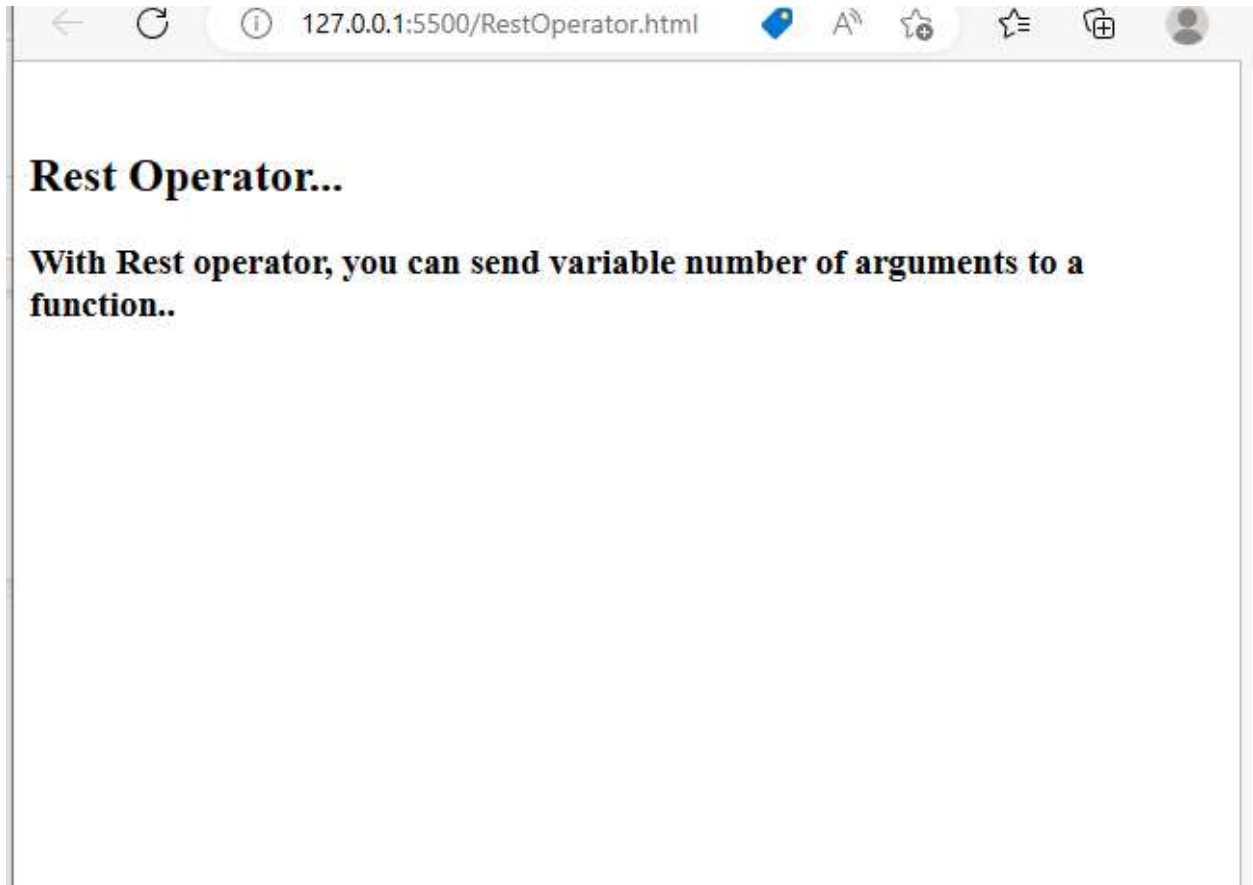 127.0.0.1:5500/RestOperator.html
Rest Operator...
With Rest operator, you can send variable number of arguments to a
function..